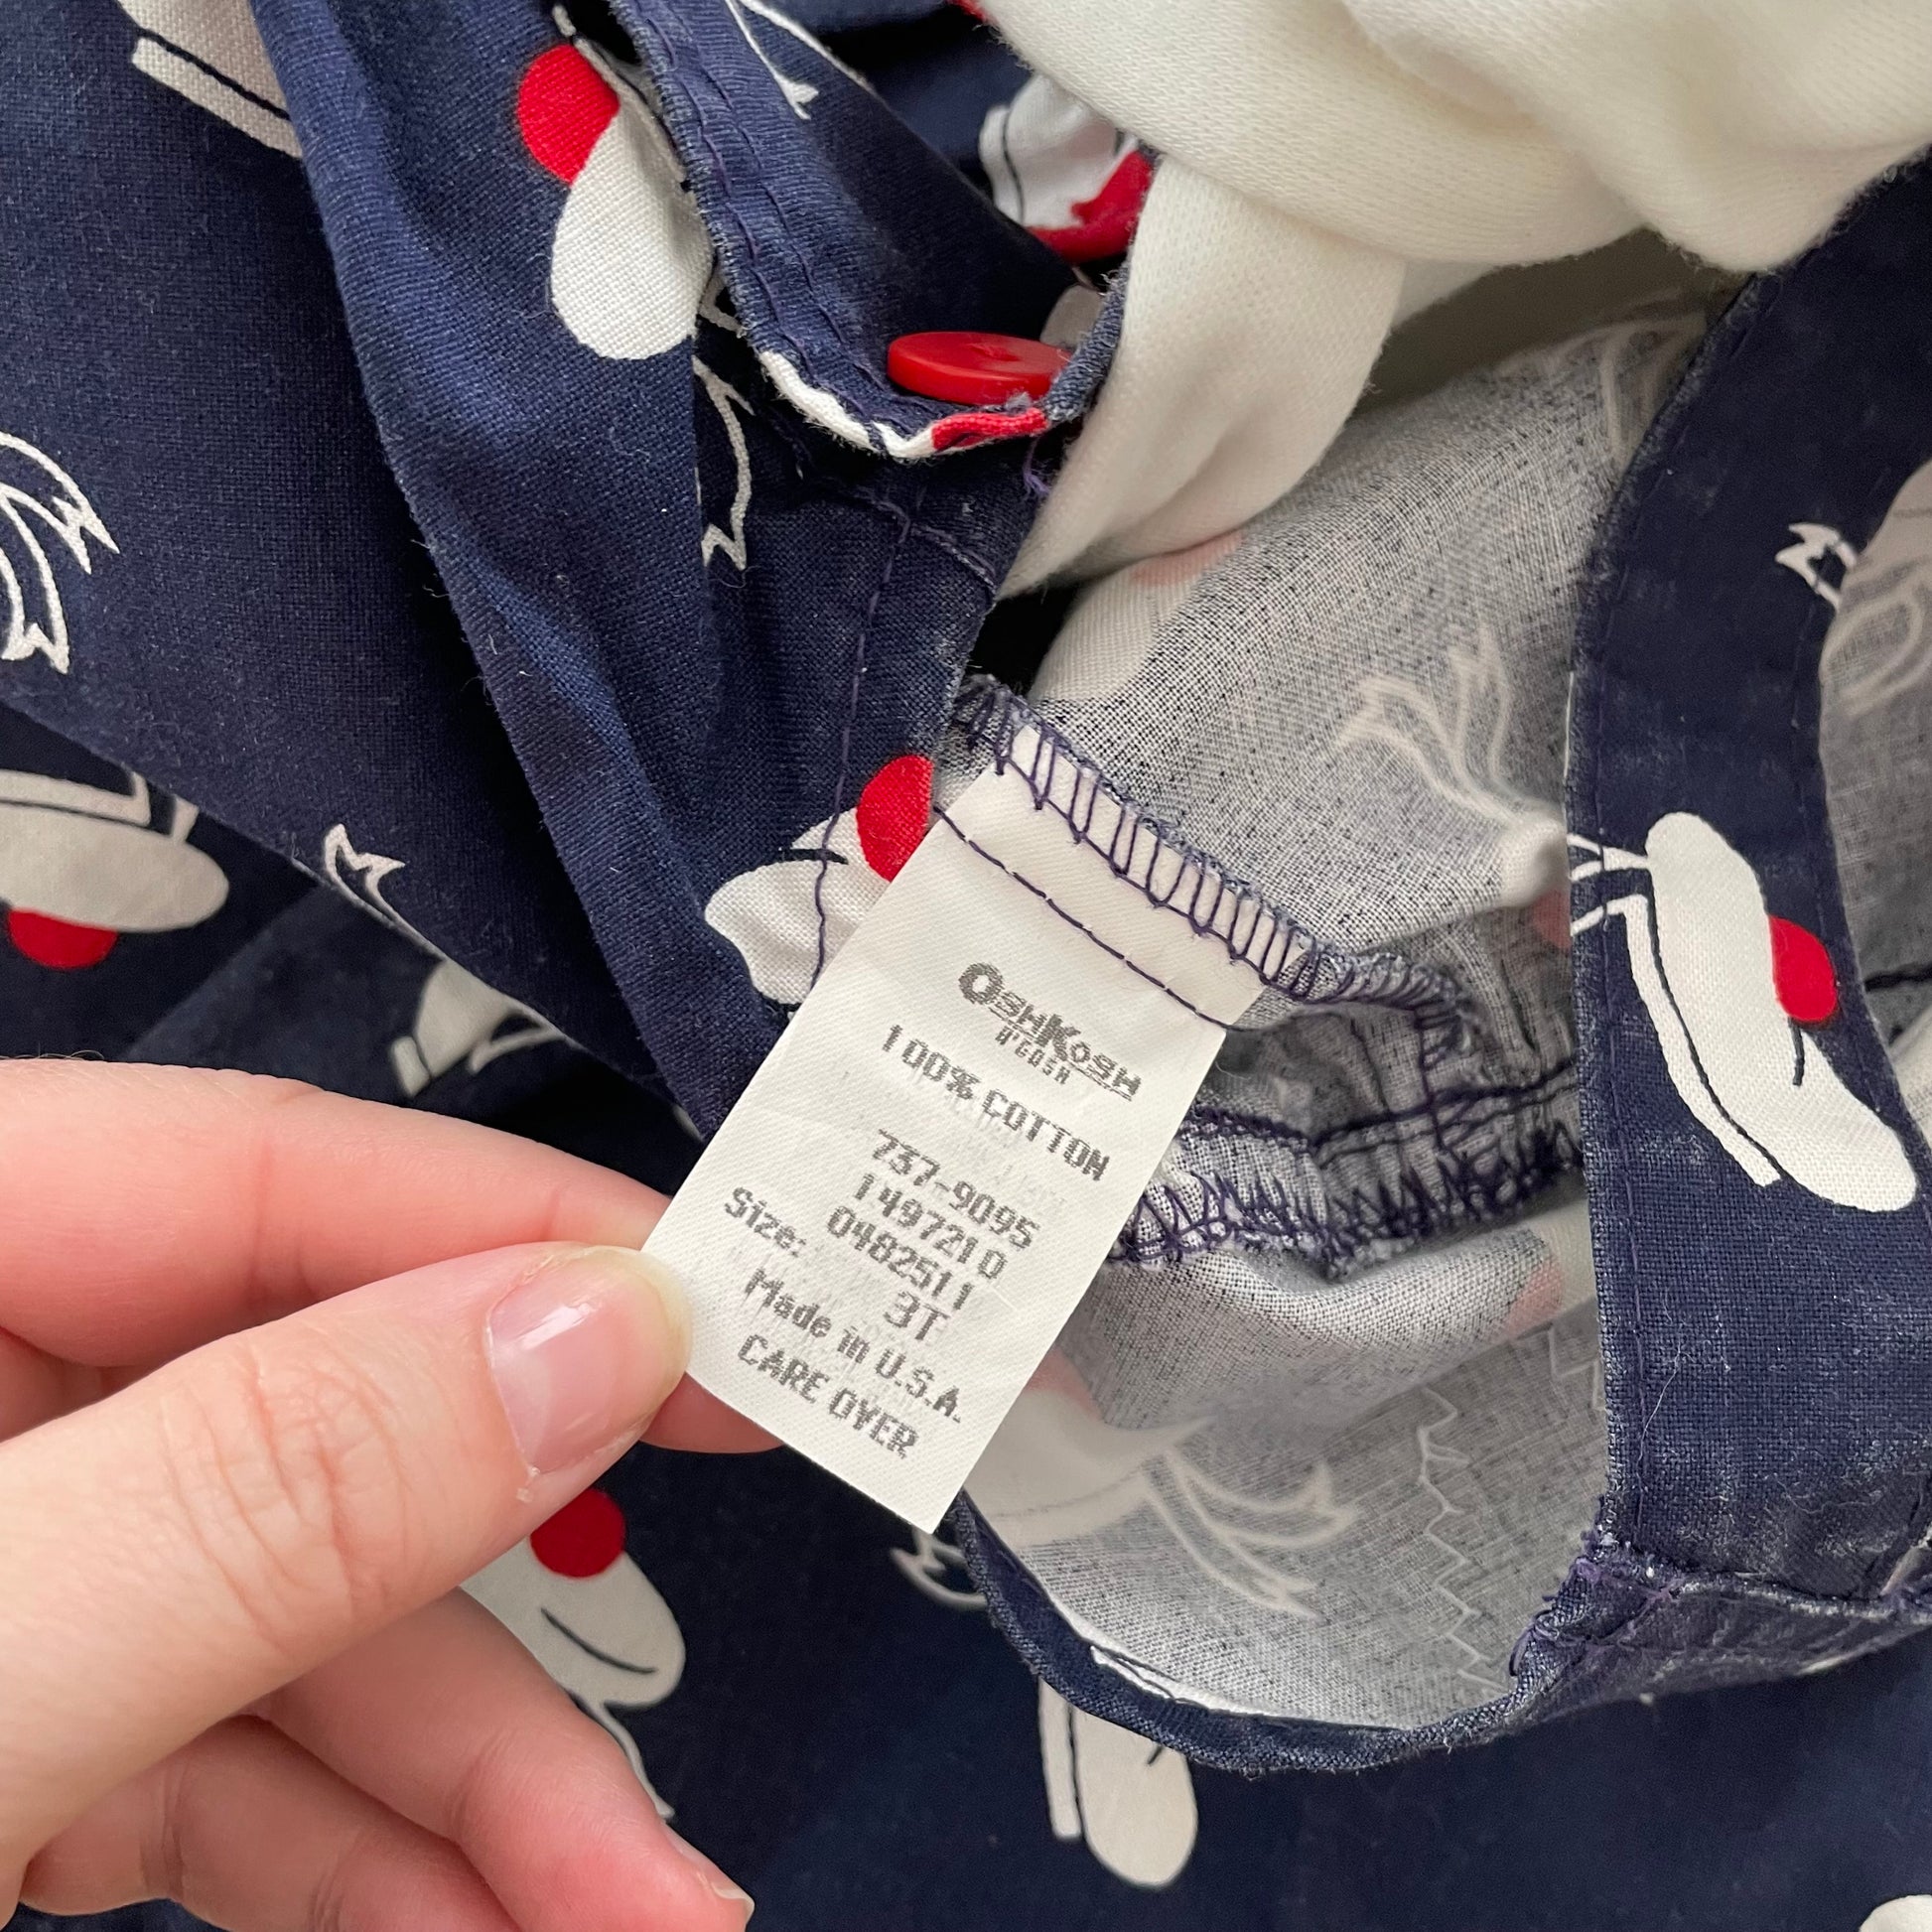 OSHKOSH
B'GOSH
100% COTTON
737-9095
1497210
0482511
Size: 3T
Made in U.S.A.
CARE OVER